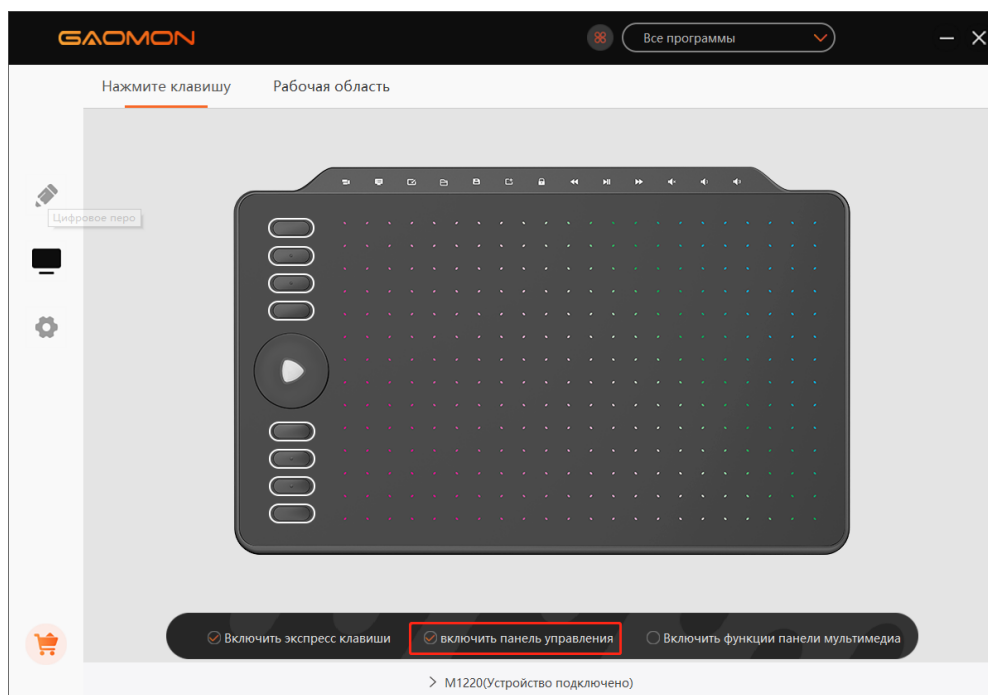 GAOMON
Все программы
Нажмите клавишу
Рабочая область
Цифровое перо
Включить экспресс клавиши
включить панель управления
Включить функции панели мультимедиа
M1220(Устройство подключено)